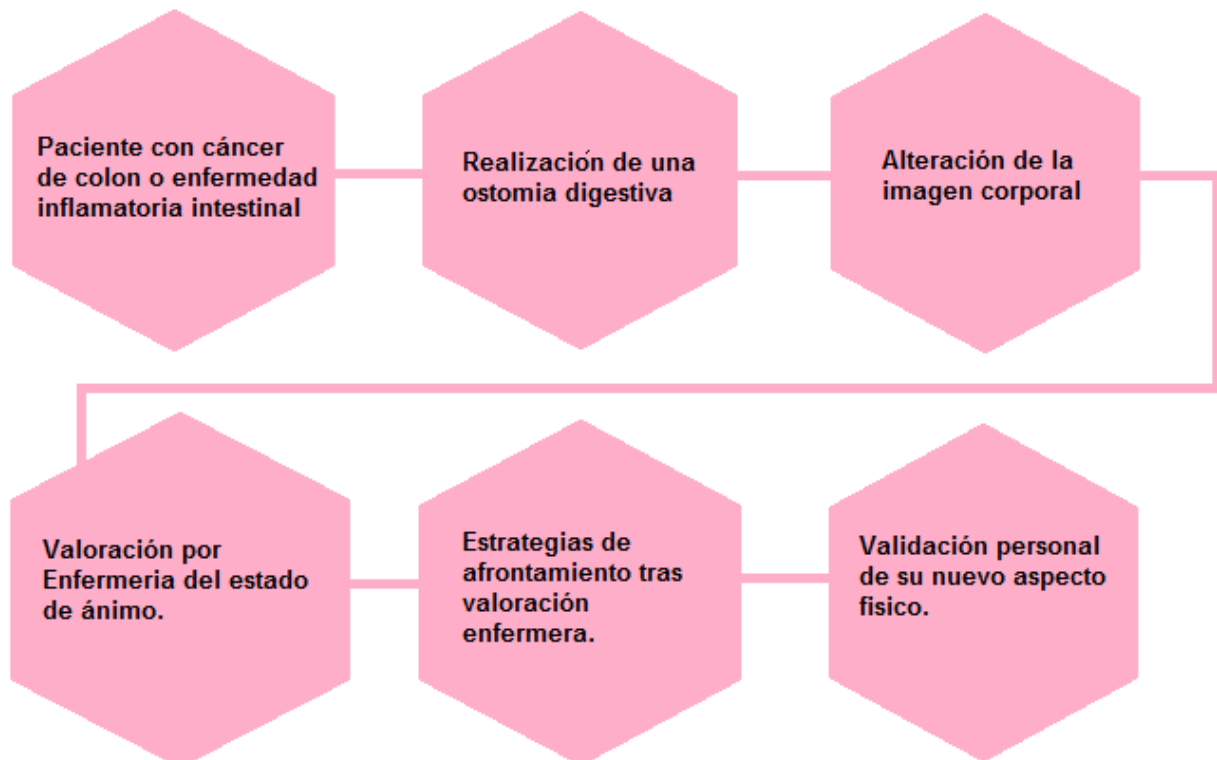 Paciente con cáncer
de colon o enfermedad
inflamatoria intestinal
Realización de una
ostomia digestiva
Alteración de la
imagen corporal
Valoración por
Enfermeria del estado
de ánimo.
Estrategias de
afrontamiento tras
valoración
enfermera.
Validación personal
de su nuevo aspecto
fisico.